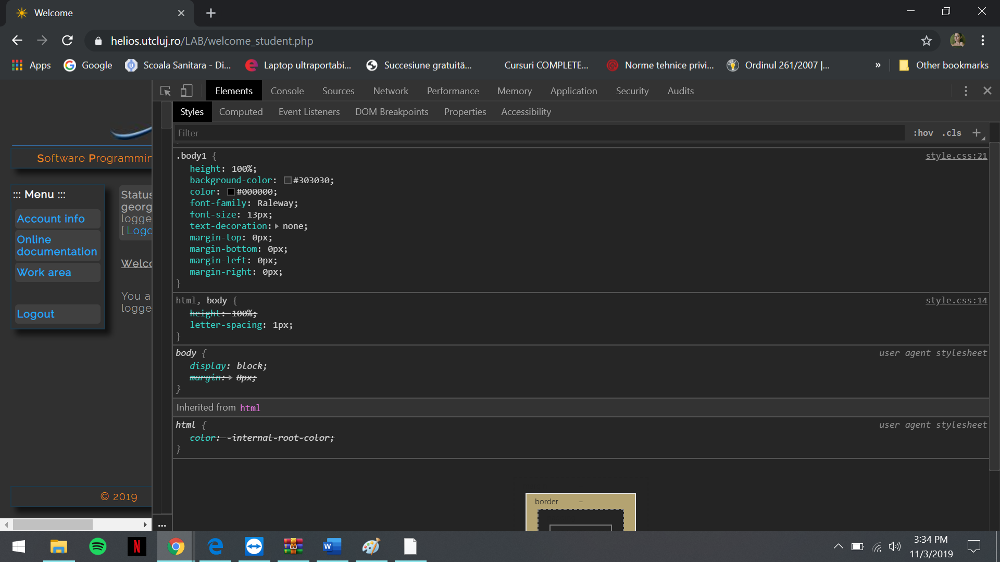 Welcome
helios.utcluj.ro/LAB/welcome_student.php
Apps Google Scoala Sanitara - Di... Laptop ultraportabi... Succesiune gratuită... Cursuri COMPLETE... Norme tehnice privi... Ordinul 261/2007 |... » Other bookmarks
Elements Console Sources Network Performance Memory Application Security Audits
Styles Computed Event Listeners DOM Breakpoints Properties Accessibility
Filter :hov .cls +
Software Programmin
::: Menu :::
Account info
Online
documentation
Work area
Logout
Status
georg
logge
[ Logo
Welco
You a
logge
© 2019
.body1 { style.css:21
height: 100%;
background-color: #303030;
color: #000000;
font-family: Raleway;
font-size: 13px;
text-decoration: none;
margin-top: 0px;
margin-bottom: 0px;
margin-left: 0px;
margin-right: 0px;
}
html, body { style.css:14
height: 100%;
letter-spacing: 1px;
}
body { user agent stylesheet
display: block;
margin: 8px;
}
Inherited from html
html { user agent stylesheet
color: -internal-root-color;
}
border –
...
3:34 PM
11/3/2019